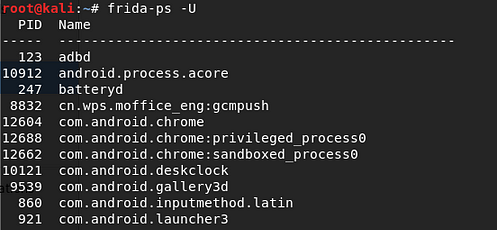 root@kali:~# frida-ps -U
PID Name
----- --------------------------------------------------
123 adbd
10912 android.process.acore
247 batteryd
8832 cn.wps.moffice_eng:gcmpush
12604 com.android.chrome
12688 com.android.chrome:privileged_process0
12662 com.android.chrome:sandboxed_process0
10121 com.android.deskclock
9539 com.android.gallery3d
860 com.android.inputmethod.latin
921 com.android.launcher3